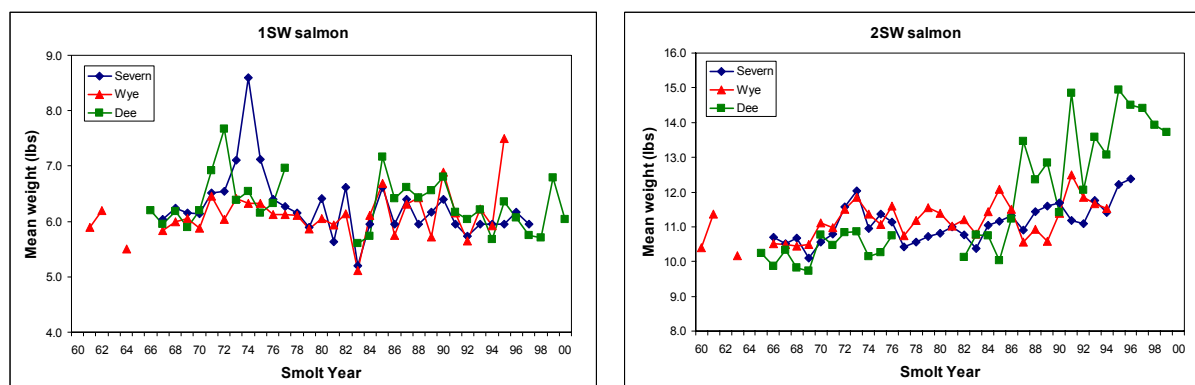 1SW salmon
9.0
8.0
7.0
6.0
5.0
4.0
Mean weight (lbs)
Severn
Wye
Dee
60 62 64 66 68 70 72 74 76 78 80 82 84 86 88 90 92 94 96 98 00
Smolt Year
2SW salmon
16.0
15.0
14.0
13.0
12.0
11.0
10.0
9.0
8.0
Mean weight (lbs)
Severn
Wye
Dee
60 62 64 66 68 70 72 74 76 78 80 82 84 86 88 90 92 94 96 98 00
Smolt Year